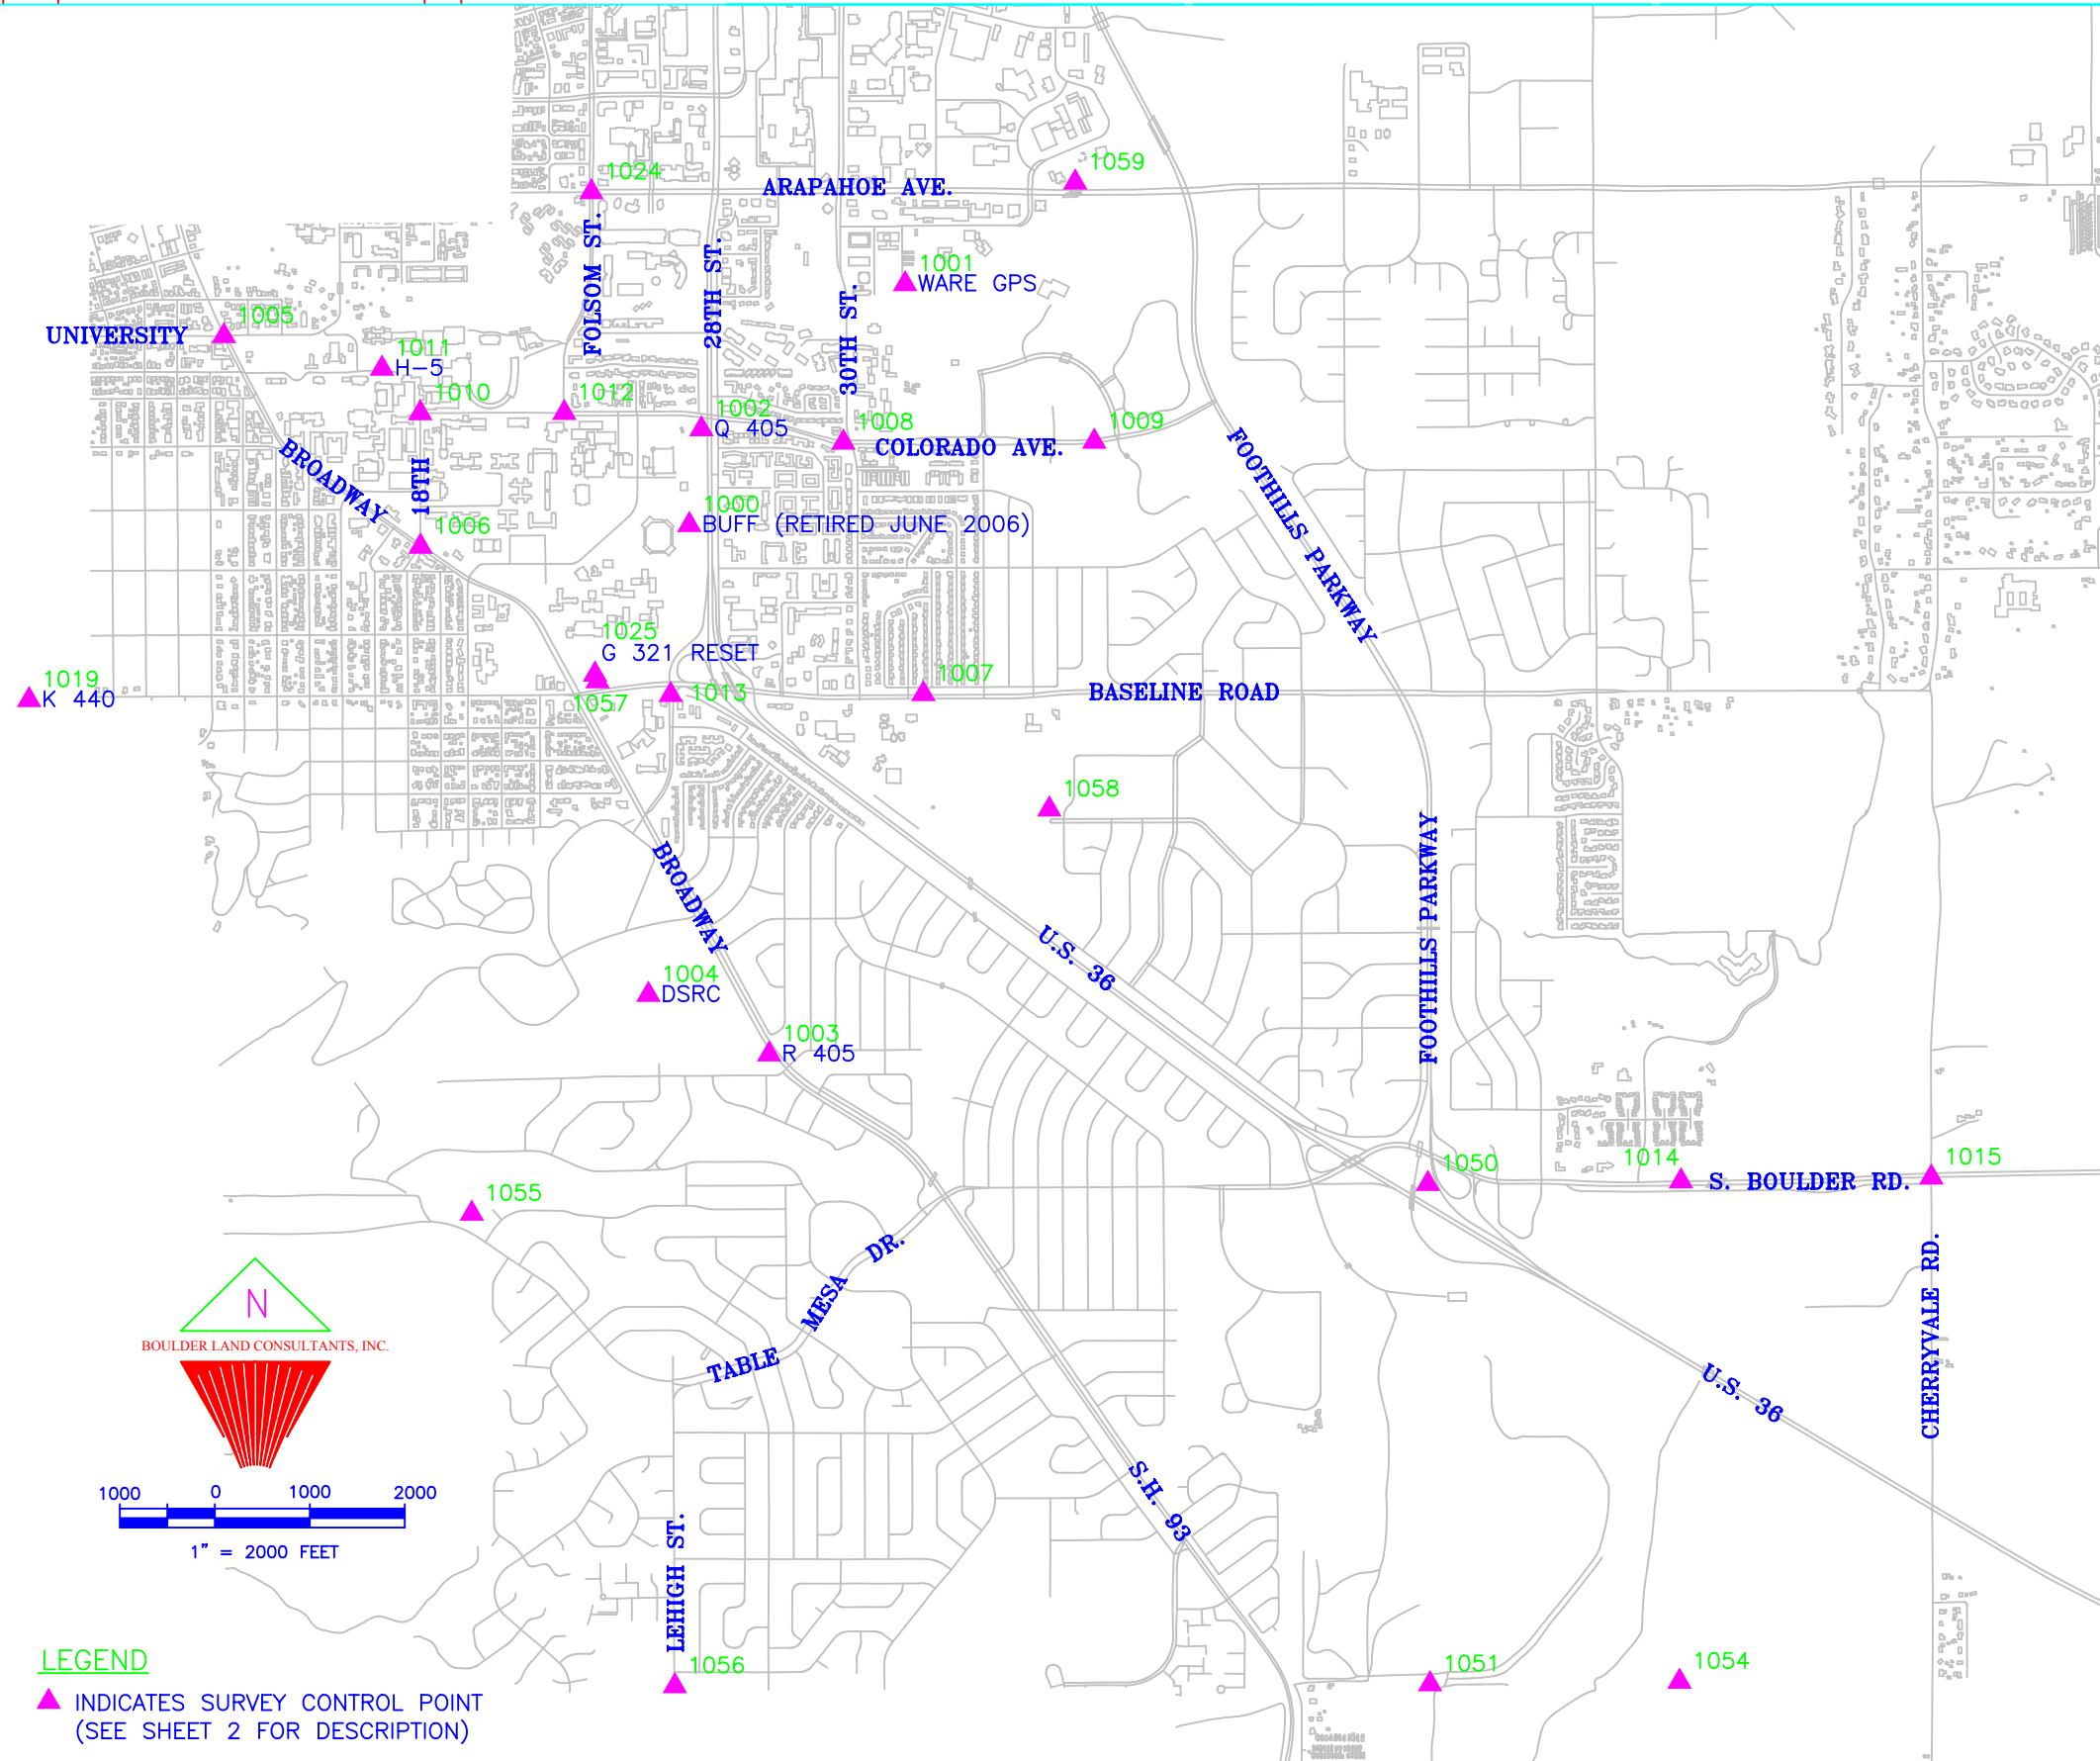 1024
1059
ARAPAHOE AVE.
FOLSOM ST.
28TH ST.
1001
WARE GPS
30TH ST.
1005
UNIVERSITY
1011
H-5
1010
1012
1002
Q 405
1008
COLORADO AVE.
1009
BROADWAY
18TH
FOOTHILLS PARKWAY
1000
BUFF (RETIRED JUNE 2006)
1006
1025
G 321 RESET
1019
K 440
1057
1013
1007
BASELINE ROAD
1058
BROADWAY
FOOTHILLS PARKWAY
U.S. 36
1004
DSRC
1003
R 405
1050
1014
S. BOULDER RD.
1015
1055
TABLE MESA DR.
CHERRYVALE RD.
N
BOULDER LAND CONSULTANTS, INC.
U.S. 36
S.H. 93
1000 0 1000 2000
1" = 2000 FEET
LEHIGH ST.
1056
1051
1054
LEGEND
INDICATES SURVEY CONTROL POINT
(SEE SHEET 2 FOR DESCRIPTION)